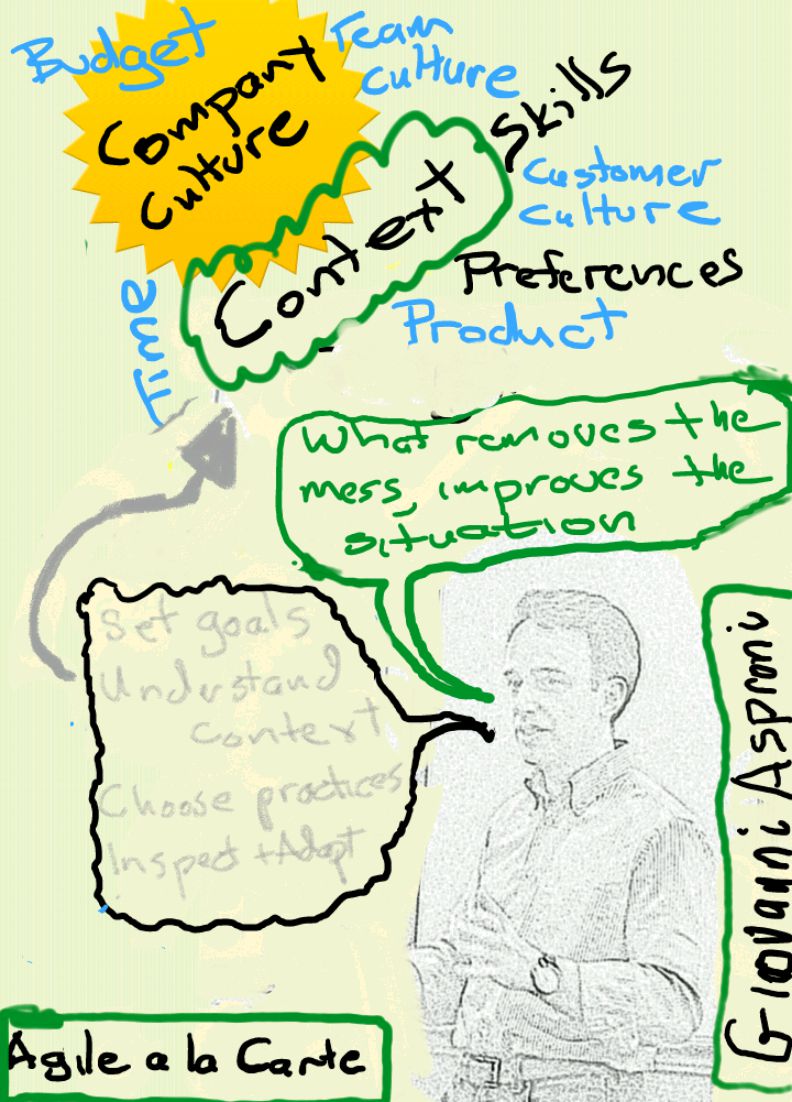 Budget
Team
culture
Company
culture
Skills
Context
Customer
culture
Preferences
Product
Time
What removes the
mess, improves the
situation
Set goals
Understand
context
Choose practices
Inspect + Adapt
Giovanni Asproni
Agile a la Carte